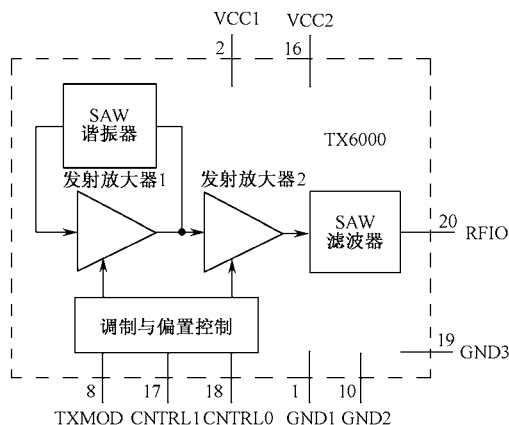 VCC1 VCC2
2 16
SAW
谐振器
TX6000
发射放大器1 发射放大器2
SAW
滤波器
20 RFIO
调制与偏置控制
19 GND3
8 17 18 1 10
TXMOD CNTRL1 CNTRL0 GND1 GND2